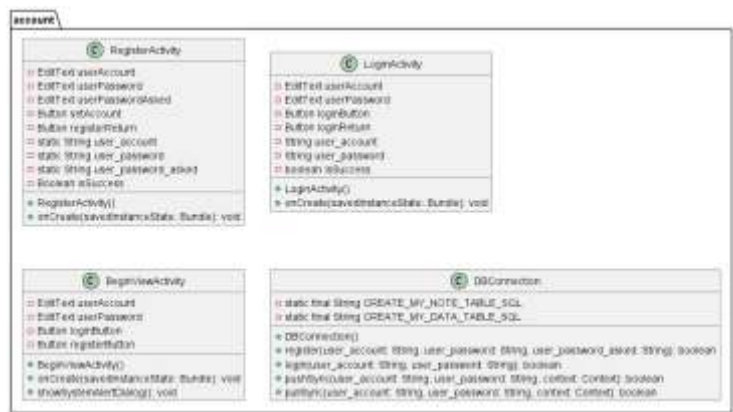 account
C RegisterActivity
EditText userAccount
EditText userPassword
EditText userPasswordAsked
Button setAccount
Button registerReturn
static String user_account
static String user_password
static String user_password_asked
Boolean isSuccess
RegisterActivity()
onCreate(savedInstanceState: Bundle): void
C LoginActivity
EditText userAccount
EditText userPassword
Button loginButton
Button loginReturn
String user_account
String user_password
boolean isSuccess
LoginActivity()
onCreate(savedInstanceState: Bundle): void
C BeginViewActivity
EditText userAccount
EditText userPassword
Button loginButton
Button registerButton
BeginViewActivity()
onCreate(savedInstanceState: Bundle): void
showSystemAlertDialog(): void
C DBConnection
static final String CREATE_MY_NOTE_TABLE_SQL
static final String CREATE_MY_DATA_TABLE_SQL
DBConnection()
register(user_account: String, user_password: String, user_password_asked: String): boolean
login(user_account: String, user_password: String): boolean
pushSync(user_account: String, user_password: String, context: Context): boolean
pullSync(user_account: String, user_password: String, context: Context): boolean